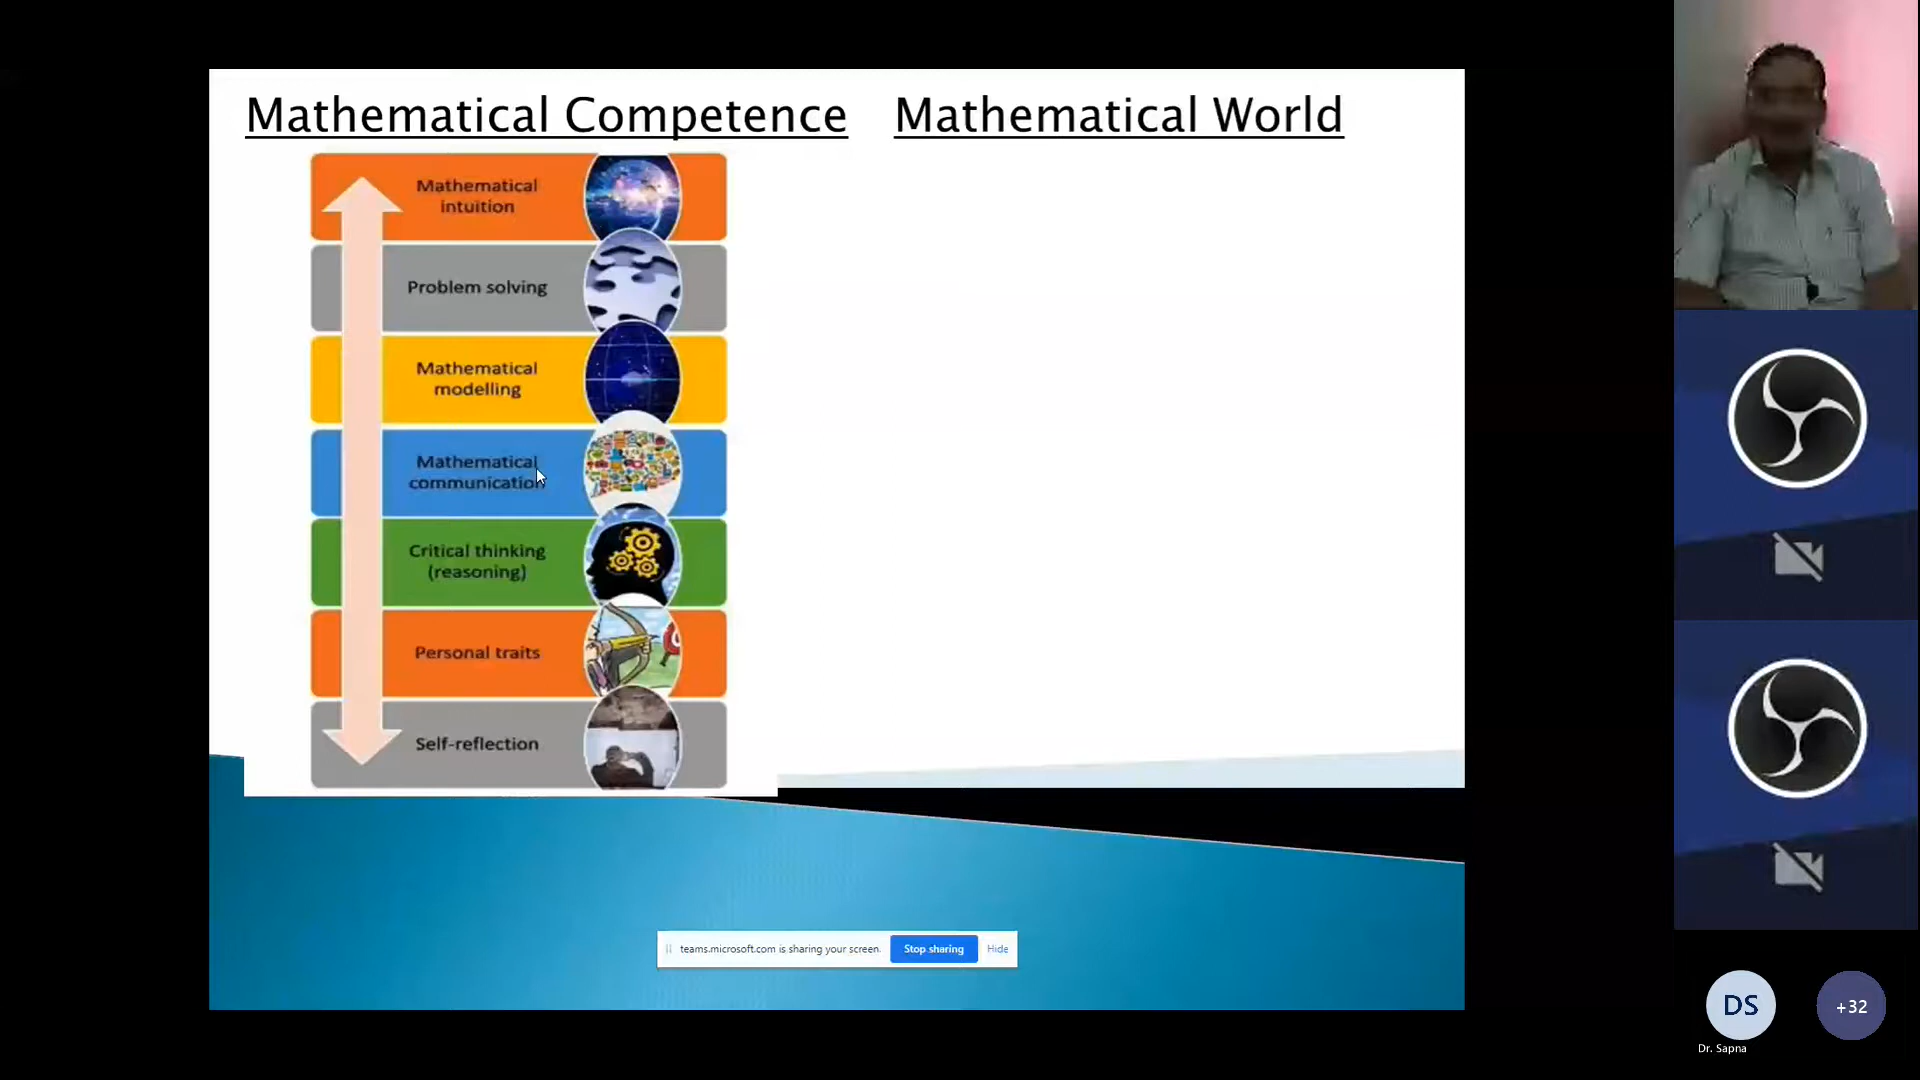 Mathematical Competence
Mathematical World
Mathematical
intuition
Problem solving
Mathematical
modelling
Mathematical
communication
Critical thinking
(reasoning)
Personal traits
Self-reflection
teams.microsoft.com is sharing your screen.
Stop sharing
Hide
DS
+32
Dr. Sapna